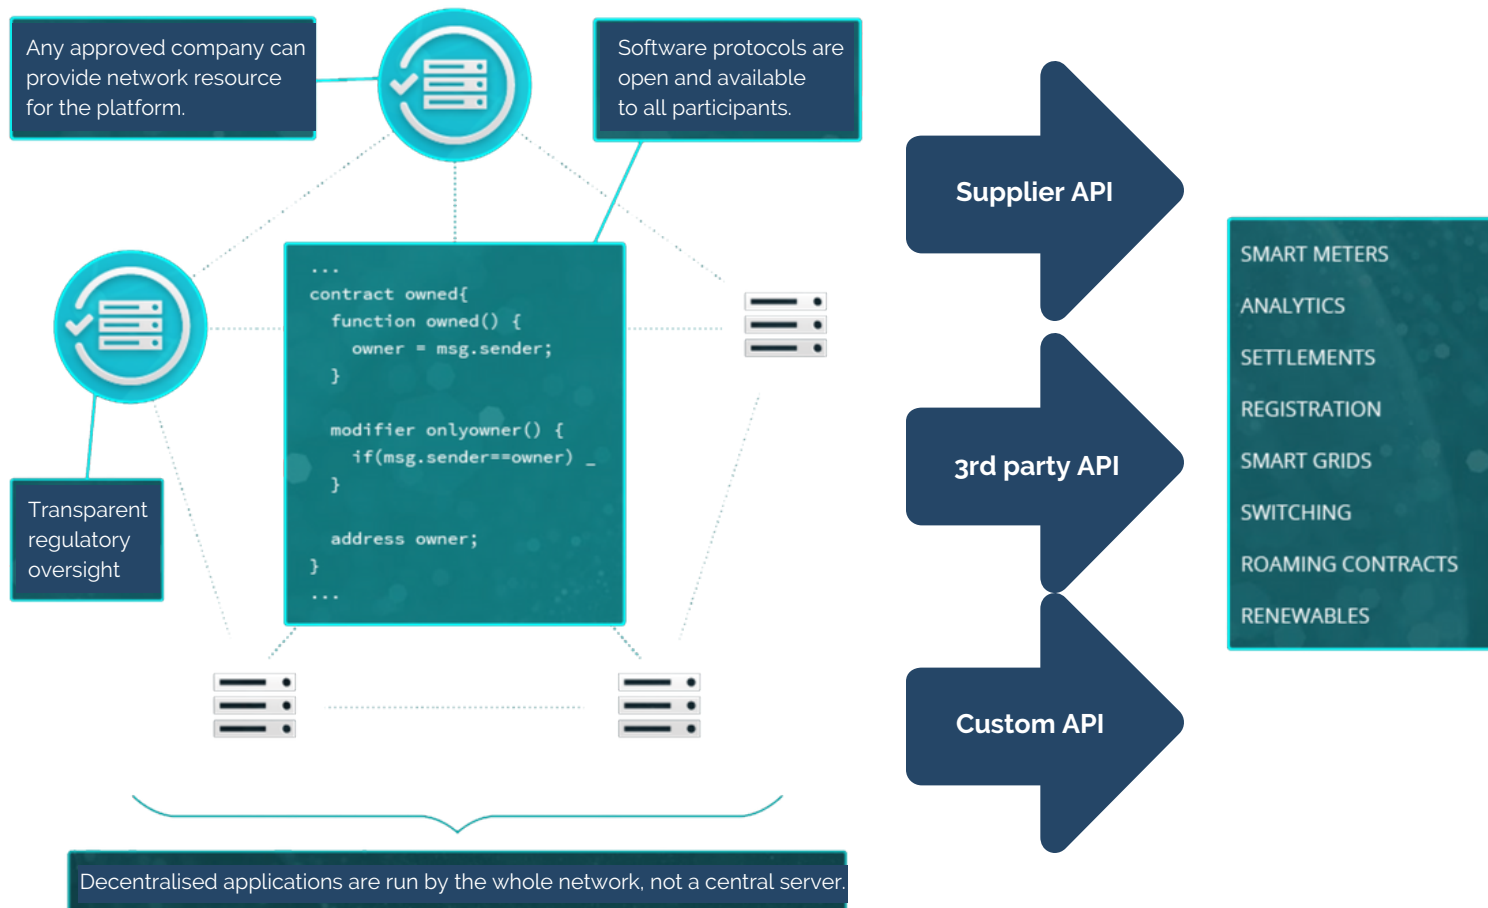 Any approved company can
provide network resource
for the platform.
Software protocols are
open and available
to all participants.
...
contract owned{
  function owned() {
    owner = msg.sender;
  }

  modifier onlyowner() {
    if(msg.sender==owner) _
  }

  address owner;
}
...
Transparent
regulatory
oversight
Decentralised applications are run by the whole network, not a central server.
Supplier API
3rd party API
Custom API
SMART METERS
ANALYTICS
SETTLEMENTS
REGISTRATION
SMART GRIDS
SWITCHING
ROAMING CONTRACTS
RENEWABLES